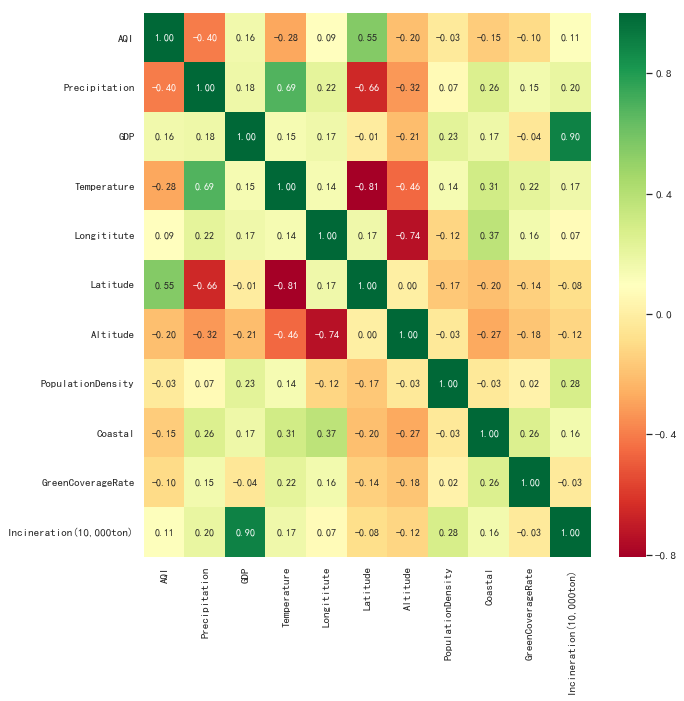 AQI 1.00 -0.40 0.16 -0.28 0.09 0.55 -0.20 -0.03 -0.15 -0.10 0.11
0.8
Precipitation -0.40 1.00 0.18 0.69 0.22 -0.66 -0.32 0.07 0.26 0.15 0.20
GDP 0.16 0.18 1.00 0.15 0.17 -0.01 -0.21 0.23 0.17 -0.04 0.90
Temperature -0.28 0.69 0.15 1.00 0.14 -0.81 -0.46 0.14 0.31 0.22 0.17
0.4
Longititute 0.09 0.22 0.17 0.14 1.00 0.17 -0.74 -0.12 0.37 0.16 0.07
Latitude 0.55 -0.66 -0.01 -0.81 0.17 1.00 0.00 -0.17 -0.20 -0.14 -0.08
0.0
Altitude -0.20 -0.32 -0.21 -0.46 -0.74 0.00 1.00 -0.03 -0.27 -0.18 -0.12
PopulationDensity -0.03 0.07 0.23 0.14 -0.12 -0.17 -0.03 1.00 -0.03 0.02 0.28
Coastal -0.15 0.26 0.17 0.31 0.37 -0.20 -0.27 -0.03 1.00 0.26 0.16
-0.4
GreenCoverageRate -0.10 0.15 -0.04 0.22 0.16 -0.14 -0.18 0.02 0.26 1.00 -0.03
Incineration(10,000ton) 0.11 0.20 0.90 0.17 0.07 -0.08 -0.12 0.28 0.16 -0.03 1.00
-0.8
AQI
Precipitation
GDP
Temperature
Longititute
Latitude
Altitude
PopulationDensity
Coastal
GreenCoverageRate
Incineration(10,000ton)